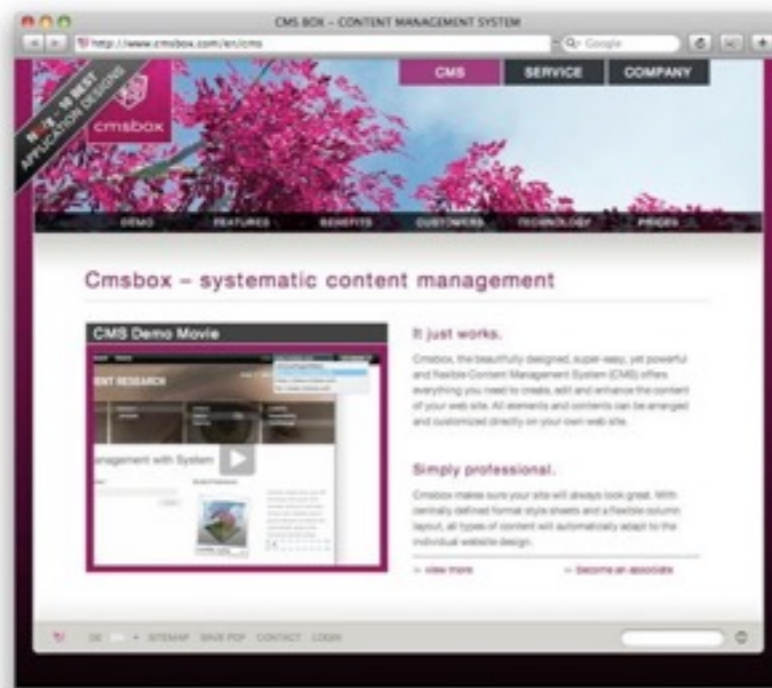 CMS BOX – CONTENT MANAGEMENT SYSTEM
http://www.cmsbox.com/en/cms
Google
10 BEST
APPLICATION DESIGNS
cmsbox
CMS SERVICE COMPANY
DEMO FEATURES BENEFITS CUSTOMERS TECHNOLOGY PRICES
Cmsbox – systematic content management
CMS Demo Movie
ENT RESEARCH
anagement with System
It just works.
Cmsbox, the beautifully designed, super-easy, yet powerful
and flexible Content Management System (CMS) offers
everything you need to create, edit and enhance the content
of your web site. All elements and contents can be arranged
and customized directly on your own web site.
Simply professional.
Cmsbox makes sure your site will always look great. With
centrally defined format style sheets and a flexible column
layout, all types of content will automatically adapt to the
individual website design.
view more become an associate
DE SITEMAP SAVE PDF CONTACT LOGIN